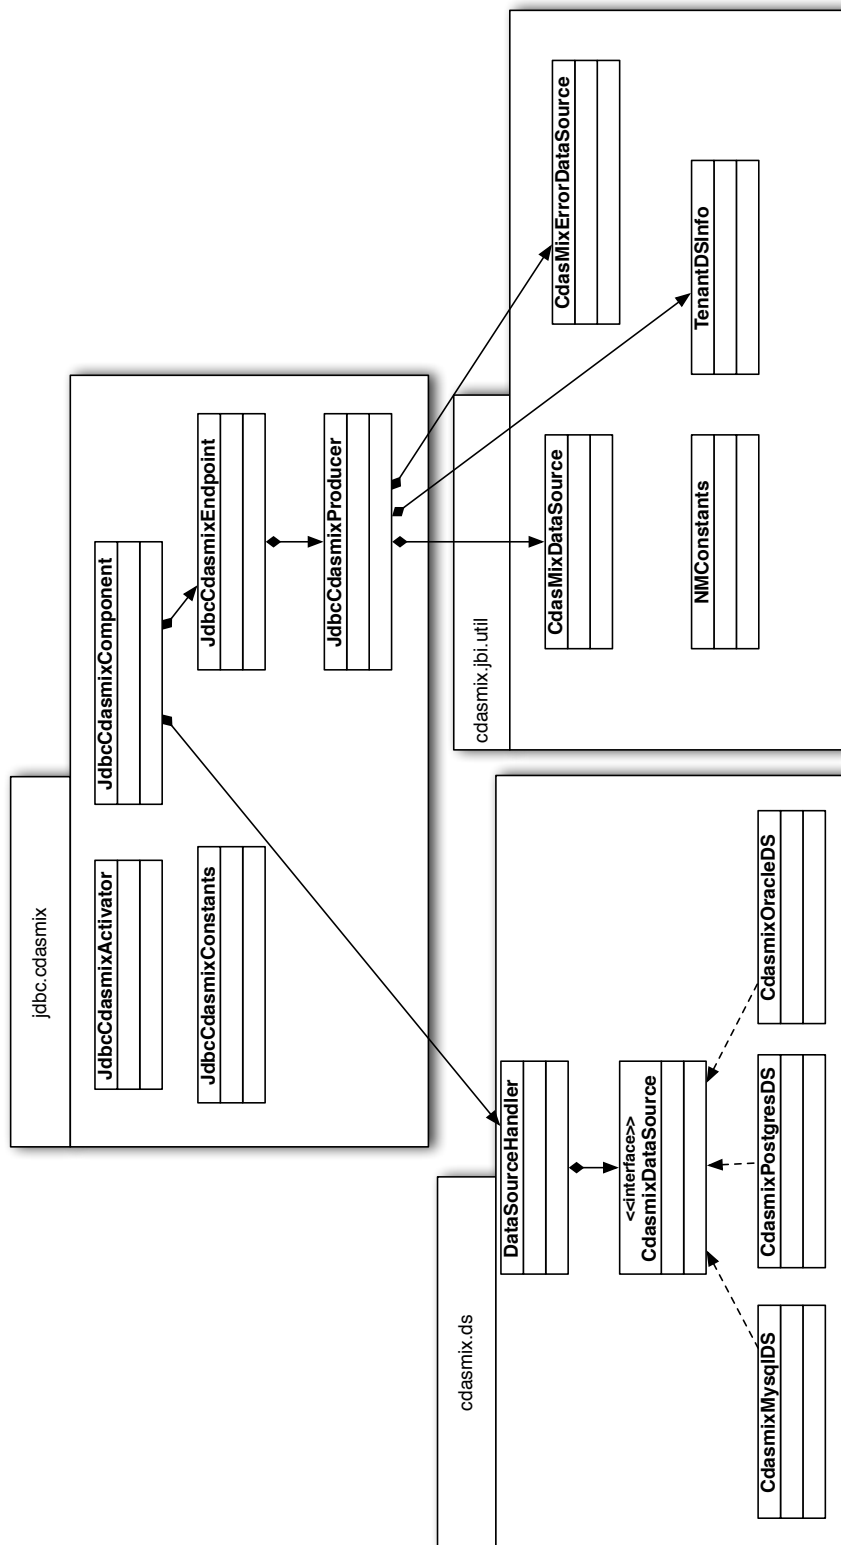 jdbc.cdasmix
JdbcCdasmixActivator
JdbcCdasmixComponent
JdbcCdasmixConstants
JdbcCdasmixEndpoint
JdbcCdasmixProducer
cdasmix.ds
DataSourceHandler
<<interface>>
CdasmixDataSource
CdasmixMysqlDS
CdasmixPostgresDS
CdasmixOracleDS
cdasmix.jbi.util
CdasMixDataSource
CdasMixErrorDataSource
NMConstants
TenantDSInfo